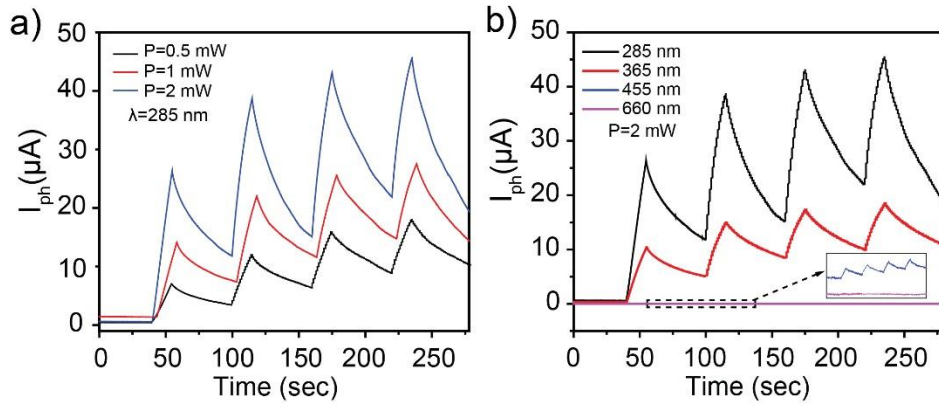 a)
I_ph(μA)
50
40
30
20
10
0
P=0.5 mW
P=1 mW
P=2 mW
λ=285 nm
0 50 100 150 200 250
Time (sec)
b)
I_ph(μA)
50
40
30
20
10
0
285 nm
365 nm
455 nm
660 nm
P=2 mW
0 50 100 150 200 250
Time (sec)